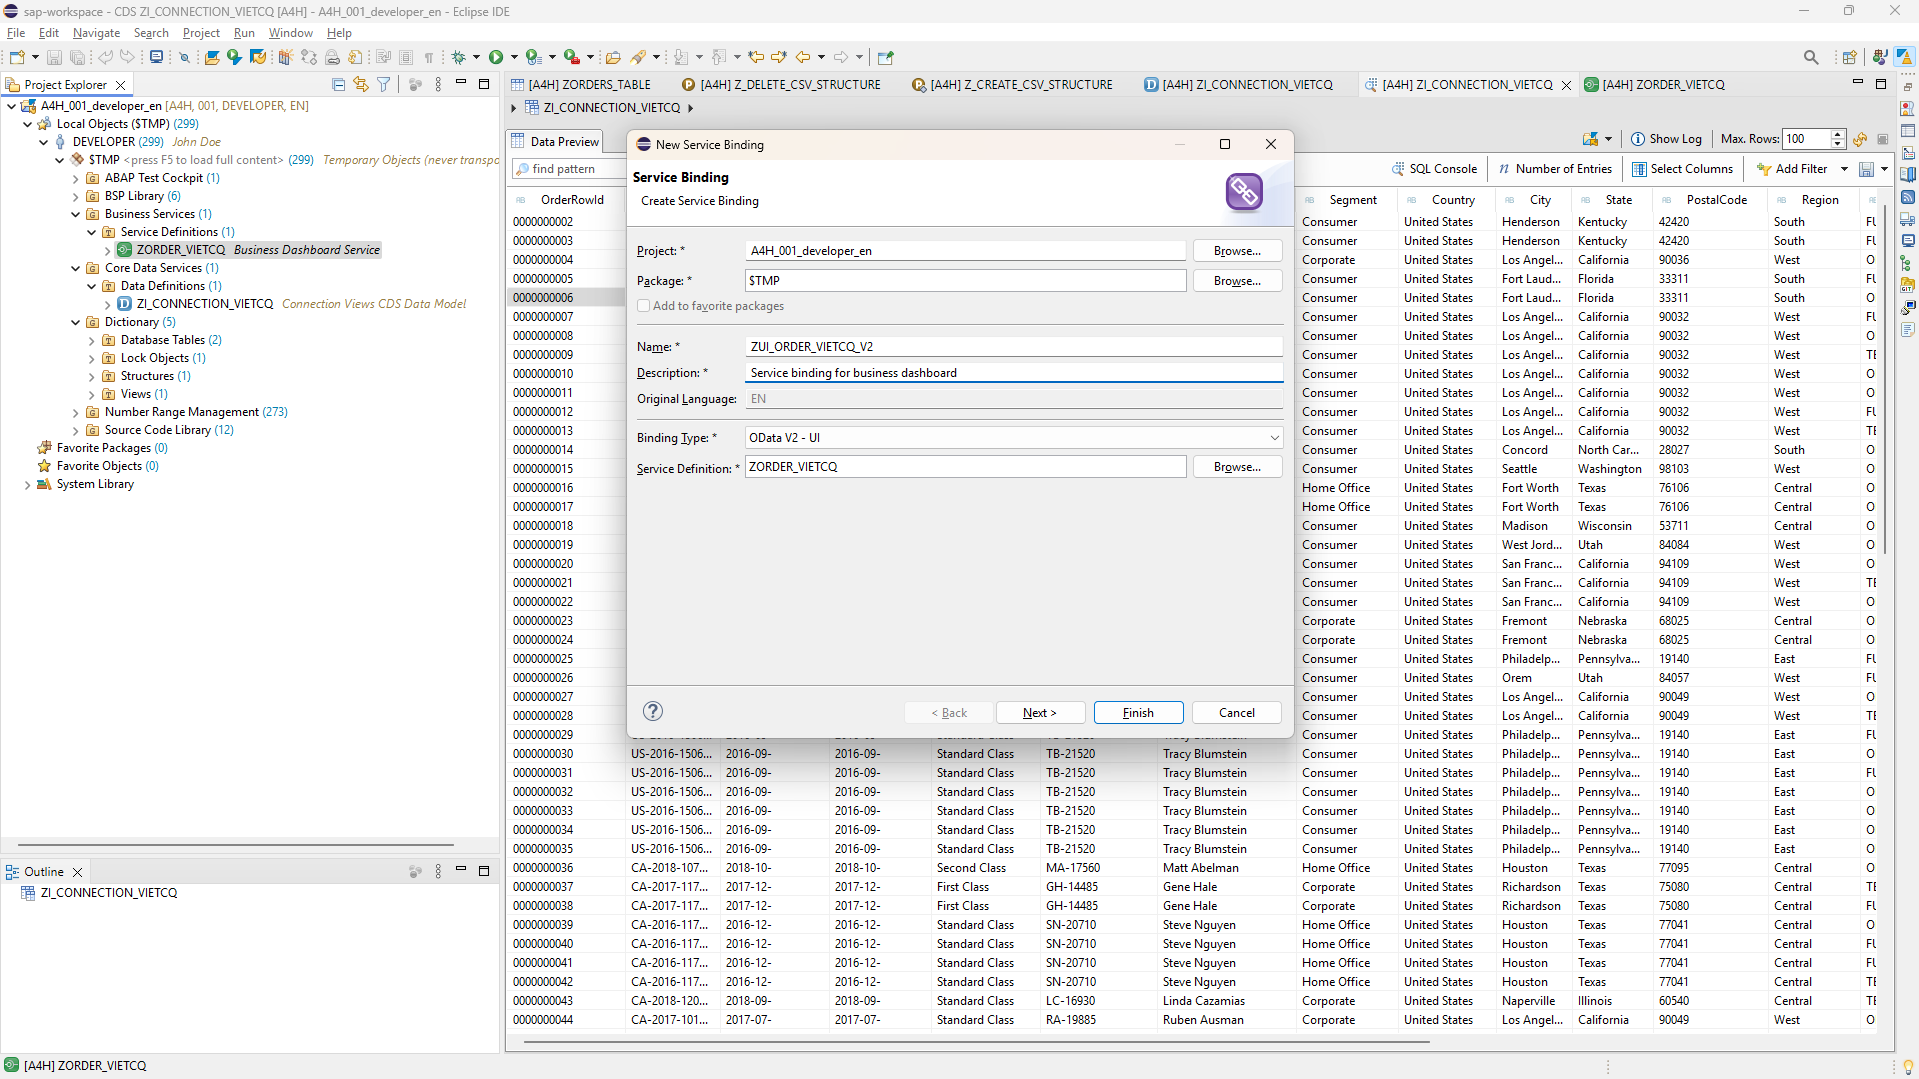 sap-workspace - CDS ZI_CONNECTION_VIETCQ [A4H] - A4H_001_developer_en - Eclipse IDE
File Edit Navigate Search Project Run Window Help
Project Explorer
A4H_001_developer_en [A4H, 001, DEVELOPER, EN]
Local Objects ($TMP) (299)
DEVELOPER (299) John Doe
$TMP <press F5 to load full content> (299) Temporary Objects (never transpo
ABAP Test Cockpit (1)
BSP Library (6)
Business Services (1)
Service Definitions (1)
ZORDER_VIETCQ Business Dashboard Service
Core Data Services (1)
Data Definitions (1)
ZI_CONNECTION_VIETCQ Connection Views CDS Data Model
Dictionary (5)
Database Tables (2)
Lock Objects (1)
Structures (1)
Views (1)
Number Range Management (273)
Source Code Library (12)
Favorite Packages (0)
Favorite Objects (0)
System Library
Outline
ZI_CONNECTION_VIETCQ
[A4H] ZORDER_VIETCQ
[A4H] ZORDERS_TABLE [A4H] Z_DELETE_CSV_STRUCTURE [A4H] Z_CREATE_CSV_STRUCTURE [A4H] ZI_CONNECTION_VIETCQ [A4H] ZI_CONNECTION_VIETCQ [A4H] ZORDER_VIETCQ
ZI_CONNECTION_VIETCQ
Data Preview
Show Log Max. Rows: 100
find pattern
SQL Console Number of Entries Select Columns Add Filter
New Service Binding
Service Binding
Create Service Binding
Project: * A4H_001_developer_en Browse...
Package: * $TMP Browse...
Add to favorite packages
Name: * ZUI_ORDER_VIETCQ_V2
Description: * Service binding for business dashboard
Original Language: EN
Binding Type: * OData V2 - UI
Service Definition: * ZORDER_VIETCQ Browse...
< Back Next > Finish Cancel
OrderRowId Segment Country City State PostalCode Region
0000000002 Consumer United States Henderson Kentucky 42420 South FU
0000000003 Consumer United States Henderson Kentucky 42420 South FU
0000000004 Corporate United States Los Angel... California 90036 West O
0000000005 Consumer United States Fort Laud... Florida 33311 South FU
0000000006 Consumer United States Fort Laud... Florida 33311 South O
0000000007 Consumer United States Los Angel... California 90032 West FU
0000000008 Consumer United States Los Angel... California 90032 West O
0000000009 Consumer United States Los Angel... California 90032 West TE
0000000010 Consumer United States Los Angel... California 90032 West O
0000000011 Consumer United States Los Angel... California 90032 West O
0000000012 Consumer United States Los Angel... California 90032 West FU
0000000013 Consumer United States Los Angel... California 90032 West TE
0000000014 Consumer United States Concord North Car... 28027 South O
0000000015 Consumer United States Seattle Washington 98103 West O
0000000016 Home Office United States Fort Worth Texas 76106 Central O
0000000017 Home Office United States Fort Worth Texas 76106 Central O
0000000018 Consumer United States Madison Wisconsin 53711 Central O
0000000019 Consumer United States West Jord... Utah 84084 West O
0000000020 Consumer United States San Franc... California 94109 West O
0000000021 Consumer United States San Franc... California 94109 West TE
0000000022 Consumer United States San Franc... California 94109 West O
0000000023 Corporate United States Fremont Nebraska 68025 Central O
0000000024 Corporate United States Fremont Nebraska 68025 Central O
0000000025 Consumer United States Philadelp... Pennsylva... 19140 East FU
0000000026 Consumer United States Orem Utah 84057 West FU
0000000027 Consumer United States Los Angel... California 90049 West O
0000000028 Consumer United States Los Angel... California 90049 West TE
0000000029 Consumer United States Philadelp... Pennsylva... 19140 East FU
0000000030 US-2016-1506... 2016-09- 2016-09- Standard Class TB-21520 Tracy Blumstein Consumer United States Philadelp... Pennsylva... 19140 East FU
0000000031 US-2016-1506... 2016-09- 2016-09- Standard Class TB-21520 Tracy Blumstein Consumer United States Philadelp... Pennsylva... 19140 East FU
0000000032 US-2016-1506... 2016-09- 2016-09- Standard Class TB-21520 Tracy Blumstein Consumer United States Philadelp... Pennsylva... 19140 East O
0000000033 US-2016-1506... 2016-09- 2016-09- Standard Class TB-21520 Tracy Blumstein Consumer United States Philadelp... Pennsylva... 19140 East FU
0000000034 US-2016-1506... 2016-09- 2016-09- Standard Class TB-21520 Tracy Blumstein Consumer United States Philadelp... Pennsylva... 19140 East O
0000000035 US-2016-1506... 2016-09- 2016-09- Standard Class TB-21520 Tracy Blumstein Consumer United States Philadelp... Pennsylva... 19140 East O
0000000036 CA-2018-107... 2018-10- 2018-10- Second Class MA-17560 Matt Abelman Home Office United States Houston Texas 77095 Central O
0000000037 CA-2017-117... 2017-12- 2017-12- First Class GH-14485 Gene Hale Corporate United States Richardson Texas 75080 Central TE
0000000038 CA-2017-117... 2017-12- 2017-12- First Class GH-14485 Gene Hale Corporate United States Richardson Texas 75080 Central FU
0000000039 CA-2016-117... 2016-12- 2016-12- Standard Class SN-20710 Steve Nguyen Home Office United States Houston Texas 77041 Central O
0000000040 CA-2016-117... 2016-12- 2016-12- Standard Class SN-20710 Steve Nguyen Home Office United States Houston Texas 77041 Central FU
0000000041 CA-2016-117... 2016-12- 2016-12- Standard Class SN-20710 Steve Nguyen Home Office United States Houston Texas 77041 Central FU
0000000042 CA-2016-117... 2016-12- 2016-12- Standard Class SN-20710 Steve Nguyen Home Office United States Houston Texas 77041 Central TE
0000000043 CA-2018-120... 2018-09- 2018-09- Standard Class LC-16930 Linda Cazamias Corporate United States Naperville Illinois 60540 Central TE
0000000044 CA-2017-101... 2017-07- 2017-07- Standard Class RA-19885 Ruben Ausman Corporate United States Los Angel... California 90049 West O